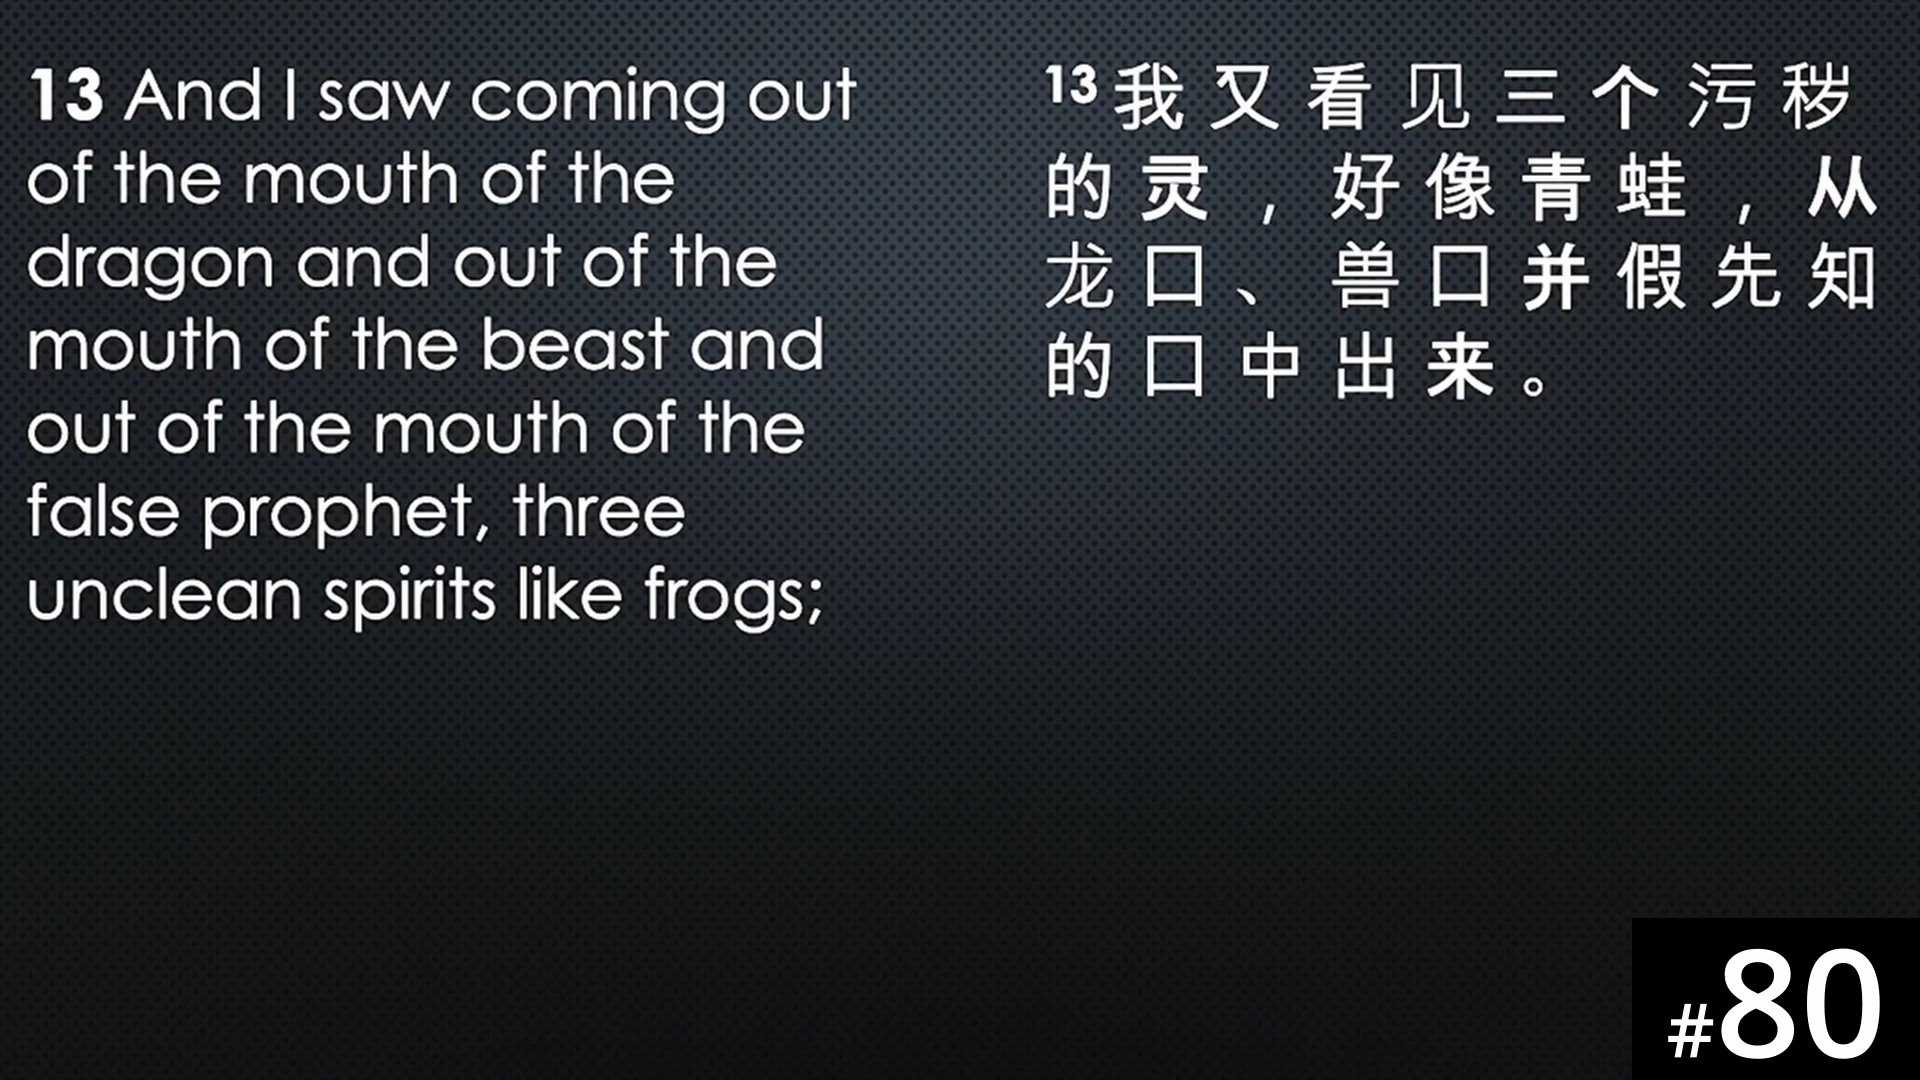 13 And I saw coming out
of the mouth of the
dragon and out of the
mouth of the beast and
out of the mouth of the
false prophet, three
unclean spirits like frogs;
13我又看见三个污秽
的灵，好像青蛙，从
龙口、兽口并假先知
的口中出来。
#80